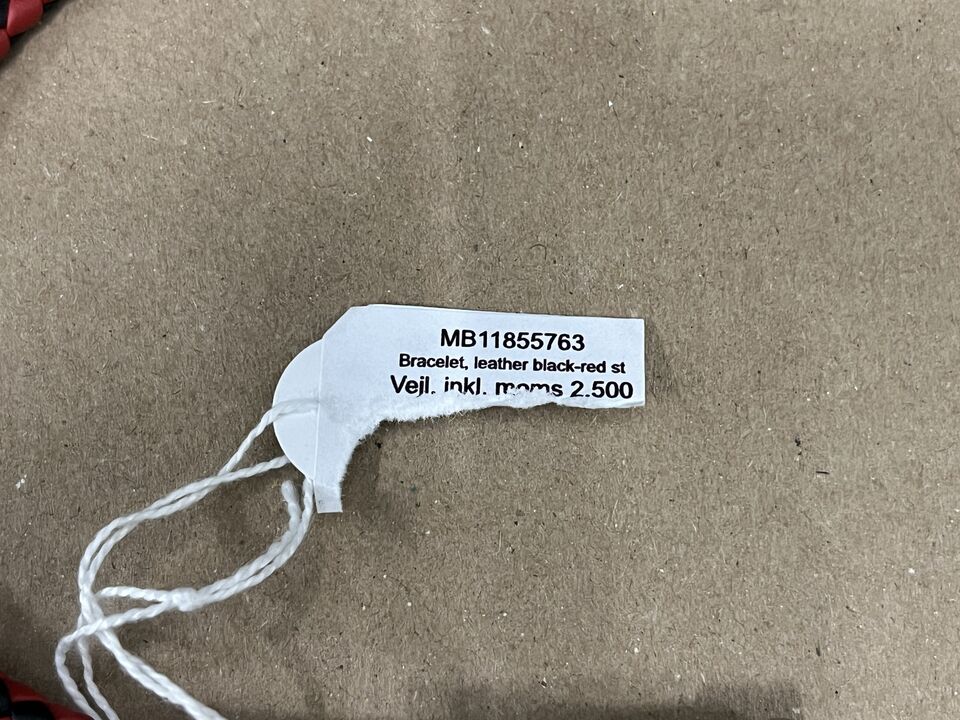 MB11855763
Bracelet, leather black-red st
Vejl. inkl. moms 2.500